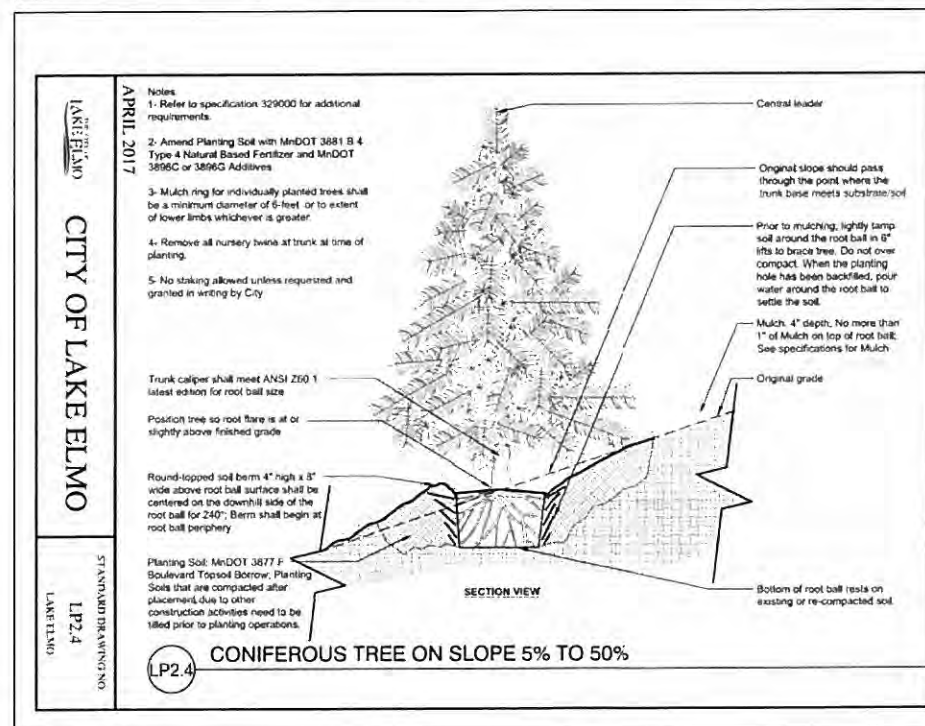 THE CITY OF
LAKE ELMO
CITY OF LAKE ELMO
APRIL 2017
STANDARD DRAWING NO
LP2.4
LAKE ELMO
Notes
1- Refer to specification 329000 for additional
requirements.
2- Amend Planting Soil with MnDOT 3881 B 4
Type 4 Natural Based Fertilizer and MnDOT
3896C or 3896G Additives
3- Mulch ring for individually planted trees shall
be a minimum diameter of 6-feet or to extent
of lower limbs whichever is greater
4- Remove all nursery twine at trunk at time of
planting.
5- No staking allowed unless requested and
granted in writing by City
Trunk caliper shall meet ANSI Z60 1
latest edition for root ball size
Position tree so root flare is at or
slightly above finished grade
Round-topped soil berm 4" high x 8"
wide above root ball surface shall be
centered on the downhill side of the
root ball for 240°; Berm shall begin at
root ball periphery
Planting Soil: MnDOT 3877 F
Boulevard Topsoil Borrow; Planting
Soils that are compacted after
placement due to other
construction activities need to be
tilled prior to planting operations.
Central leader
Original slope should pass
through the point where the
trunk base meets substrate/soil
Prior to mulching, lightly tamp
soil around the root ball in 6"
lifts to brace tree. Do not over
compact. When the planting
hole has been backfilled, pour
water around the root ball to
settle the soil.
Mulch. 4" depth. No more than
1" of Mulch on top of root ball;
See specifications for Mulch
Original grade
Bottom of root ball rests on
existing or re-compacted soil
SECTION VIEW
LP2.4
CONIFEROUS TREE ON SLOPE 5% TO 50%